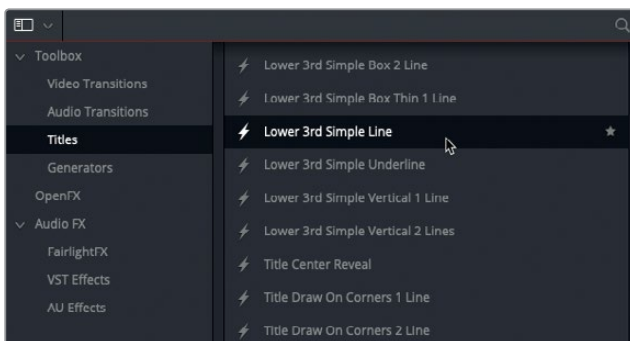 Toolbox
Video Transitions
Audio Transitions
Titles
Generators
OpenFX
Audio FX
FairlightFX
VST Effects
AU Effects
Lower 3rd Simple Box 2 Line
Lower 3rd Simple Box Thin 1 Line
Lower 3rd Simple Line
Lower 3rd Simple Underline
Lower 3rd Simple Vertical 1 Line
Lower 3rd Simple Vertical 2 Lines
Title Center Reveal
Title Draw On Corners 1 Line
Title Draw On Corners 2 Line